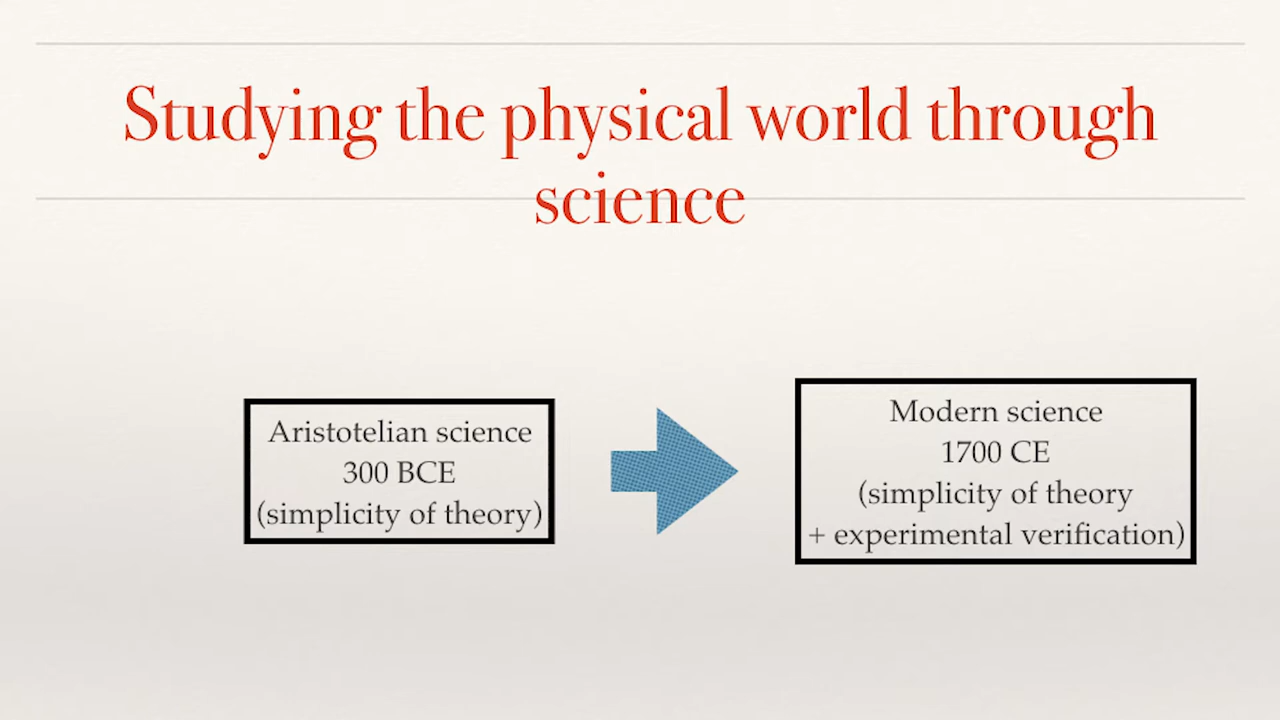 Studying the physical world through
science
Aristotelian science
300 BCE
(simplicity of theory)
Modern science
1700 CE
(simplicity of theory
+ experimental verification)